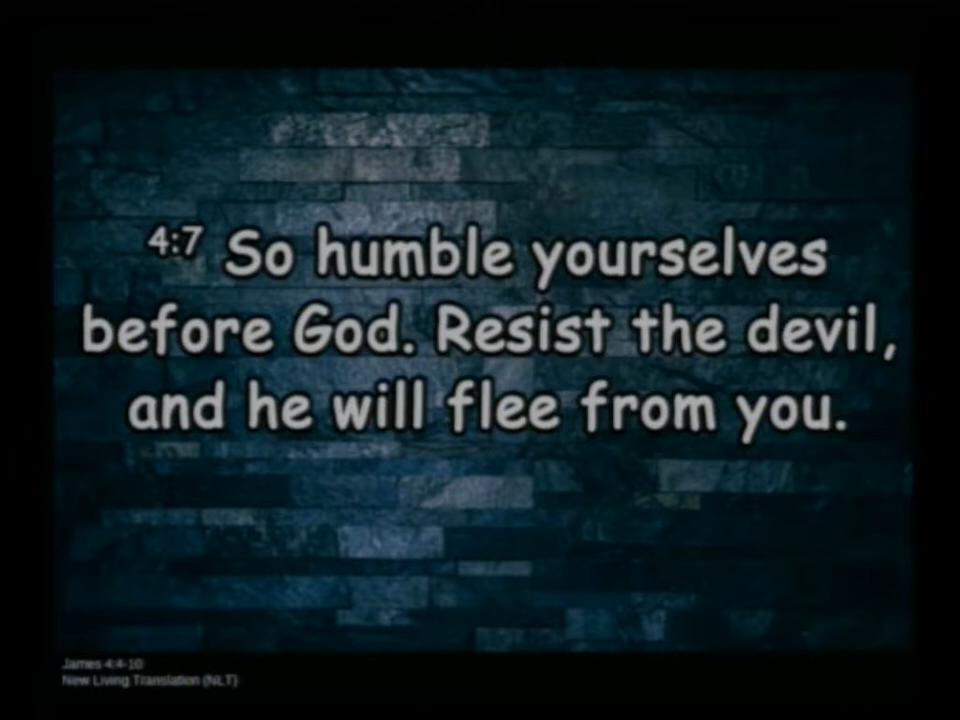 4:7 So humble yourselves
before God. Resist the devil,
and he will flee from you.
James 4:4-10
New Living Translation (NLT)